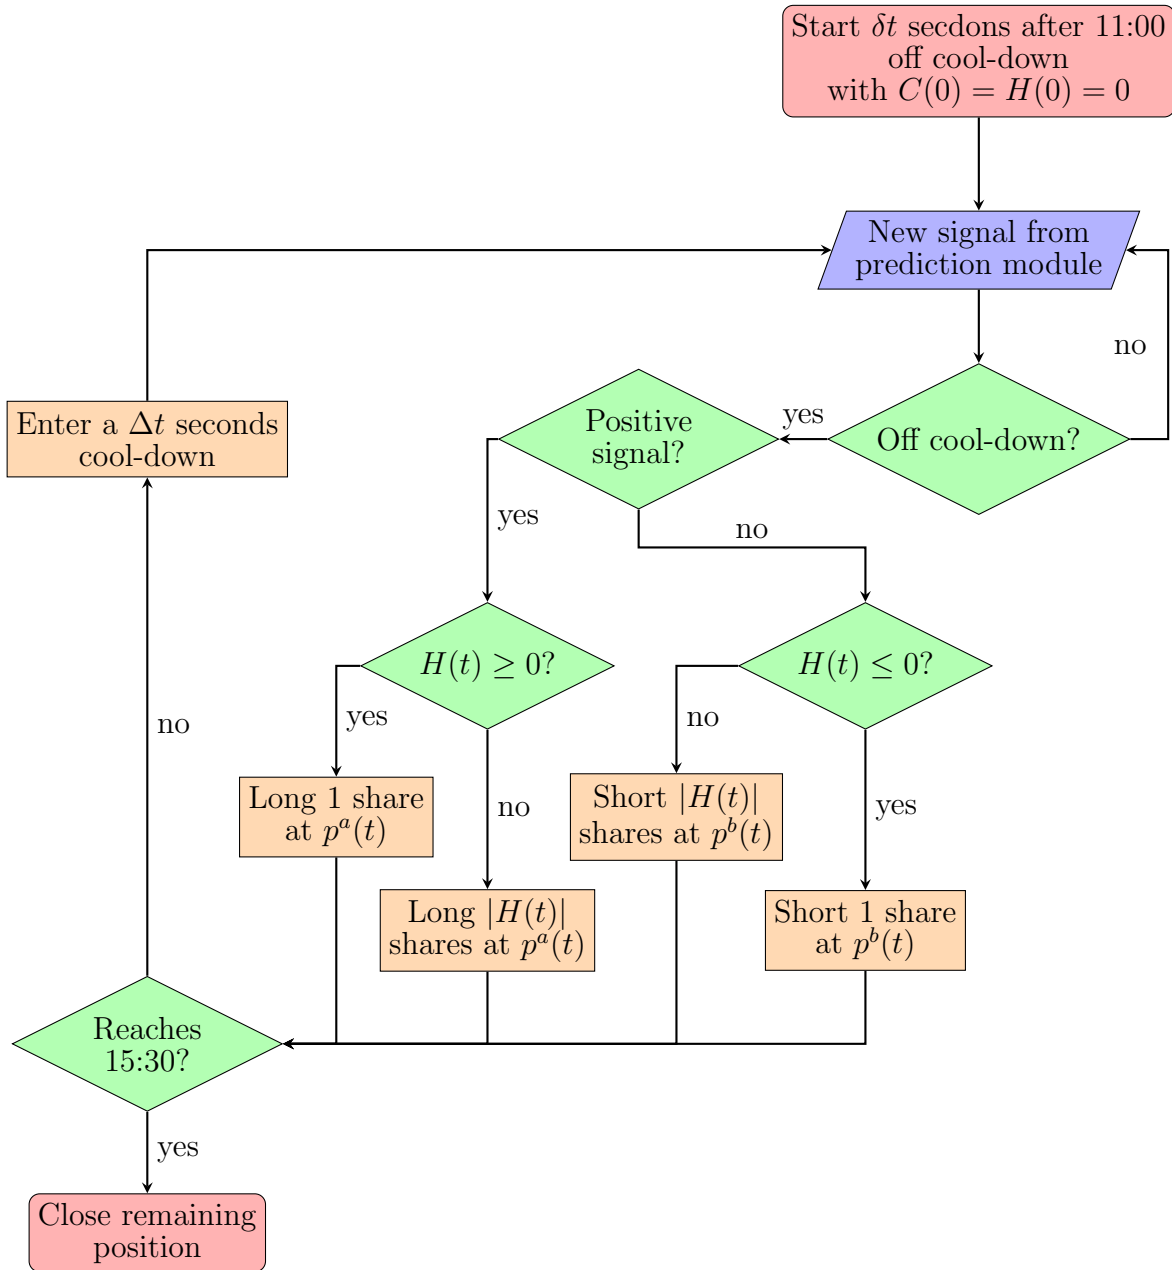 Start δt secdons after 11:00
off cool-down
with C(0) = H(0) = 0
New signal from
prediction module
no
Off cool-down?
yes
Positive
signal?
Enter a Δt seconds
cool-down
yes
no
H(t) ≥ 0?
H(t) ≤ 0?
no
yes
no
Long 1 share
at p^a(t)
no
Short |H(t)|
shares at p^b(t)
yes
Long |H(t)|
shares at p^a(t)
Short 1 share
at p^b(t)
Reaches
15:30?
yes
Close remaining
position